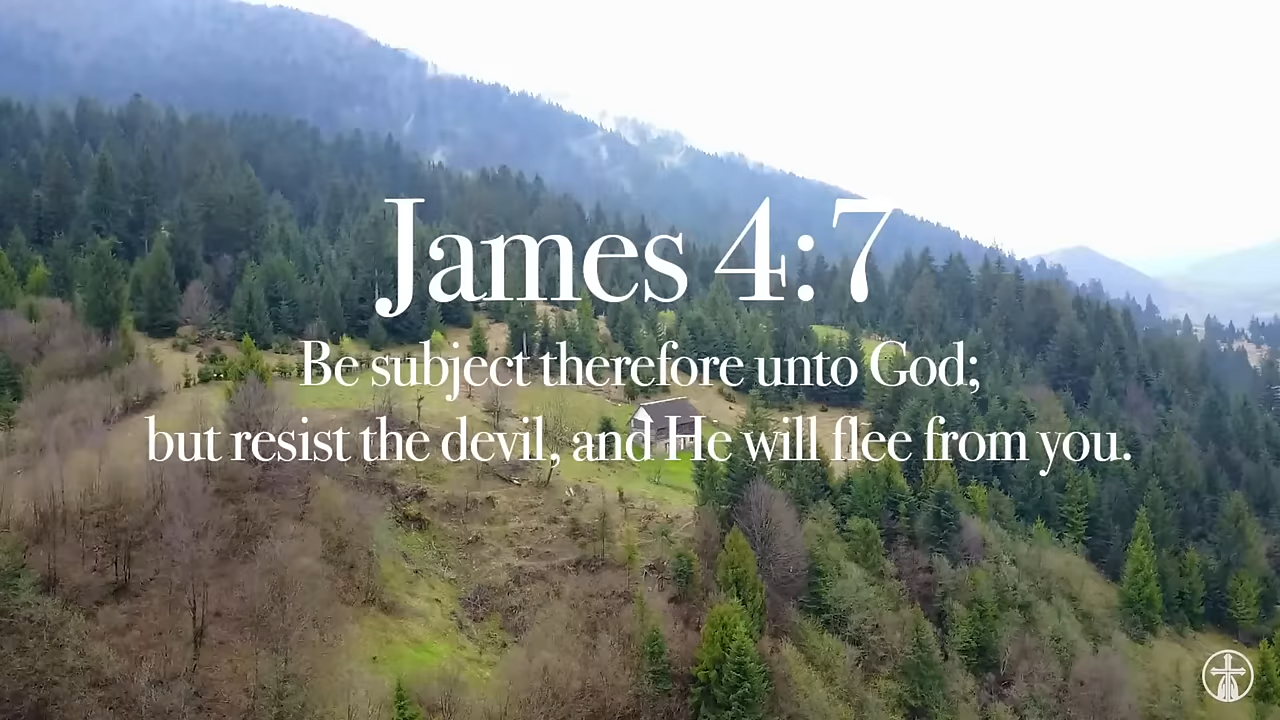 James 4:7
Be subject therefore unto God;
but resist the devil, and He will flee from you.